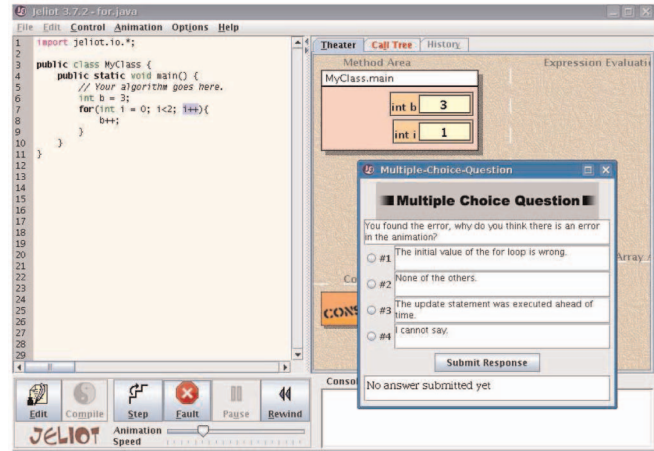 Jeliot 3.7.2 - for.java
File Edit Control Animation Options Help
1 import jeliot.io.*;
2
3 public class MyClass {
4 public static void main() {
5 // Your algorithm goes here.
6 int b = 3;
7 for(int i = 0; i<2; i++){
8 b++;
9 }
10 }
11 }
12
13
14
15
16
17
18
19
20
21
22
23
24
25
26
27
28
29
Theater Call Tree History
Method Area Expression Evaluati
MyClass.main
int b 3
int i 1
Multiple-Choice-Question
Multiple Choice Question
You found the error, why do you think there is an error
in the animation?
#1 The initial value of the for loop is wrong.
#2 None of the others.
#3 The update statement was executed ahead of
time.
#4 I cannot say.
Submit Response
No answer submitted yet
Array
Co
CONS
Conso
Edit Compile Step Fault Pause Rewind
JELIOT Animation
Speed